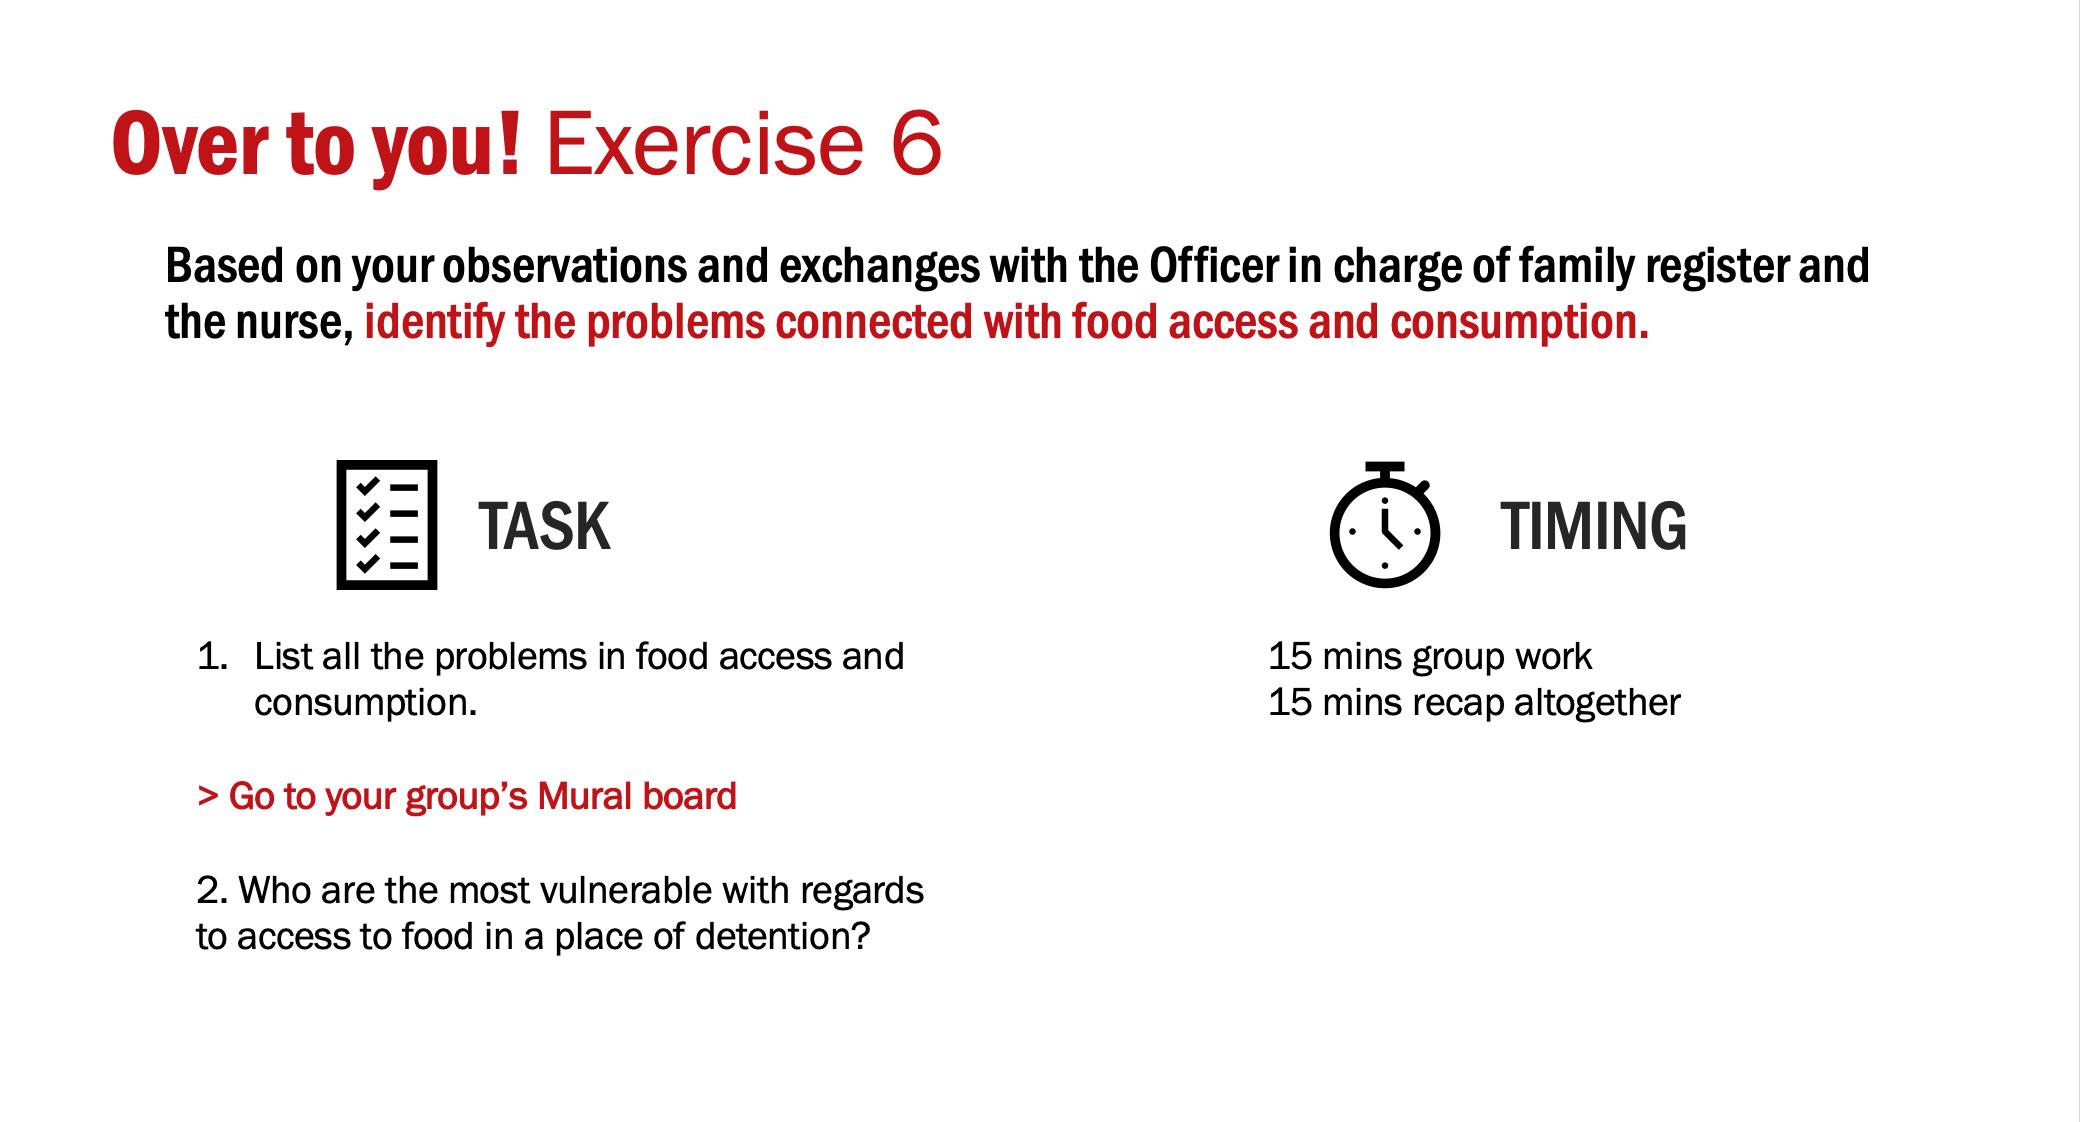 Over to you! Exercise 6
Based on your observations and exchanges with the Officer in charge of family register and
the nurse, identify the problems connected with food access and consumption.
TASK
1. List all the problems in food access and
consumption.
> Go to your group’s Mural board
2. Who are the most vulnerable with regards
to access to food in a place of detention?
TIMING
15 mins group work
15 mins recap altogether